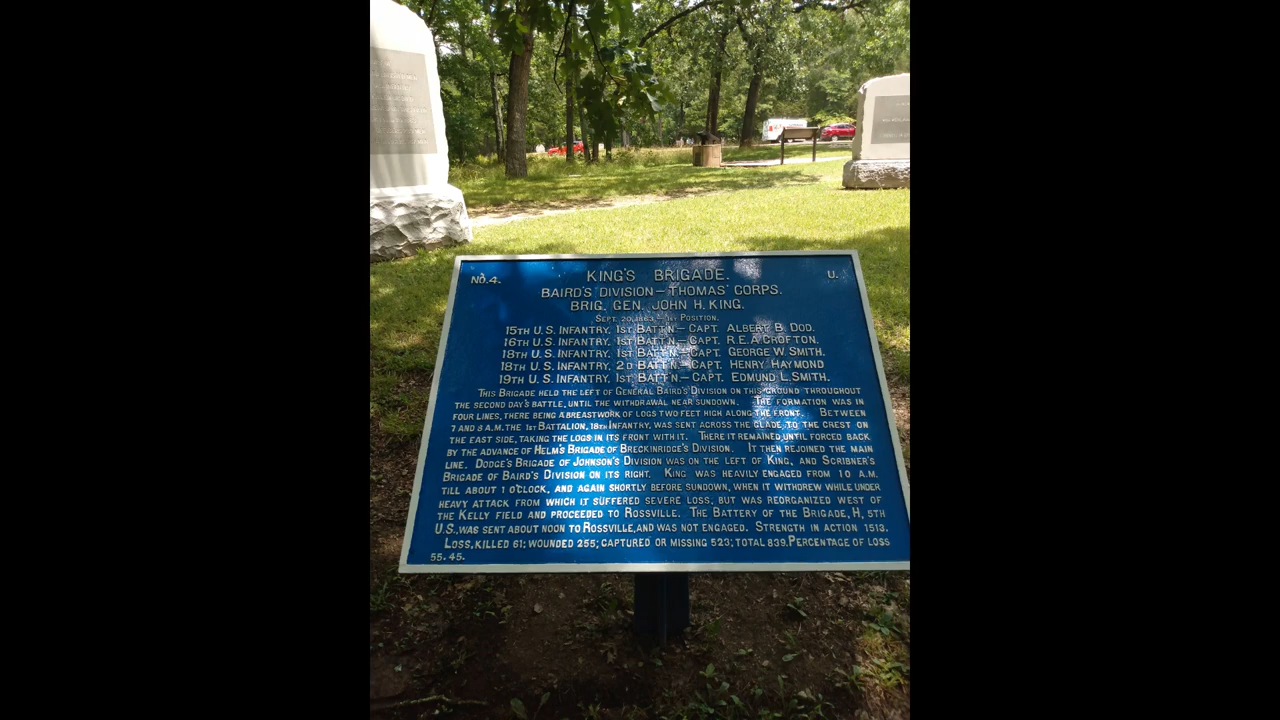 No. 4.
KING'S BRIGADE.
U.
BAIRD'S DIVISION—THOMAS' CORPS.
BRIG. GEN. JOHN H. KING.
SEPT. 20, 1863 - 1ST POSITION.
15TH U.S. INFANTRY, 1ST BATT'N.— CAPT. ALBERT B. DOD.
16TH U.S. INFANTRY, 1ST BATT'N.— CAPT. R.E.A. CROFTON.
18TH U.S. INFANTRY, 1ST BATT'N.— CAPT. GEORGE W. SMITH.
18TH U.S. INFANTRY, 2D BATT'N.— CAPT. HENRY HAYMOND
19TH U.S. INFANTRY, 1ST BATT'N.— CAPT. EDMUND L. SMITH.
THIS BRIGADE HELD THE LEFT OF GENERAL BAIRD'S DIVISION ON THIS GROUND THROUGHOUT
THE SECOND DAY'S BATTLE, UNTIL THE WITHDRAWAL NEAR SUNDOWN. THE FORMATION WAS IN
FOUR LINES, THERE BEING A BREASTWORK OF LOGS TWO FEET HIGH ALONG THE FRONT. BETWEEN
7 AND 8 A.M. THE 1ST BATTALION, 18TH INFANTRY, WAS SENT ACROSS THE GLADE TO THE CREST ON
THE EAST SIDE, TAKING THE LOGS IN ITS FRONT WITH IT. THERE IT REMAINED UNTIL FORCED BACK
BY THE ADVANCE OF HELM'S BRIGADE OF BRECKINRIDGE'S DIVISION. IT THEN REJOINED THE MAIN
LINE. DODGE'S BRIGADE OF JOHNSON'S DIVISION WAS ON THE LEFT OF KING, AND SCRIBNER'S
BRIGADE OF BAIRD'S DIVISION ON ITS RIGHT. KING WAS HEAVILY ENGAGED FROM 10 A.M.
TILL ABOUT 1 O'CLOCK, AND AGAIN SHORTLY BEFORE SUNDOWN, WHEN IT WITHDREW WHILE UNDER
HEAVY ATTACK FROM WHICH IT SUFFERED SEVERE LOSS, BUT WAS REORGANIZED WEST OF
THE KELLY FIELD AND PROCEEDED TO ROSSVILLE. THE BATTERY OF THE BRIGADE, H, 5TH
U.S., WAS SENT ABOUT NOON TO ROSSVILLE, AND WAS NOT ENGAGED. STRENGTH IN ACTION 1513.
LOSS, KILLED 61; WOUNDED 255; CAPTURED OR MISSING 523; TOTAL 839. PERCENTAGE OF LOSS
55.45.